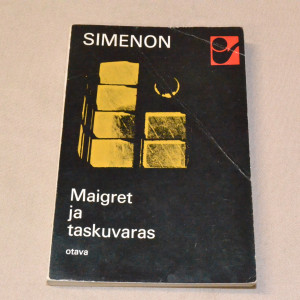 SIMENON
Maigret
ja
taskuvaras
otava